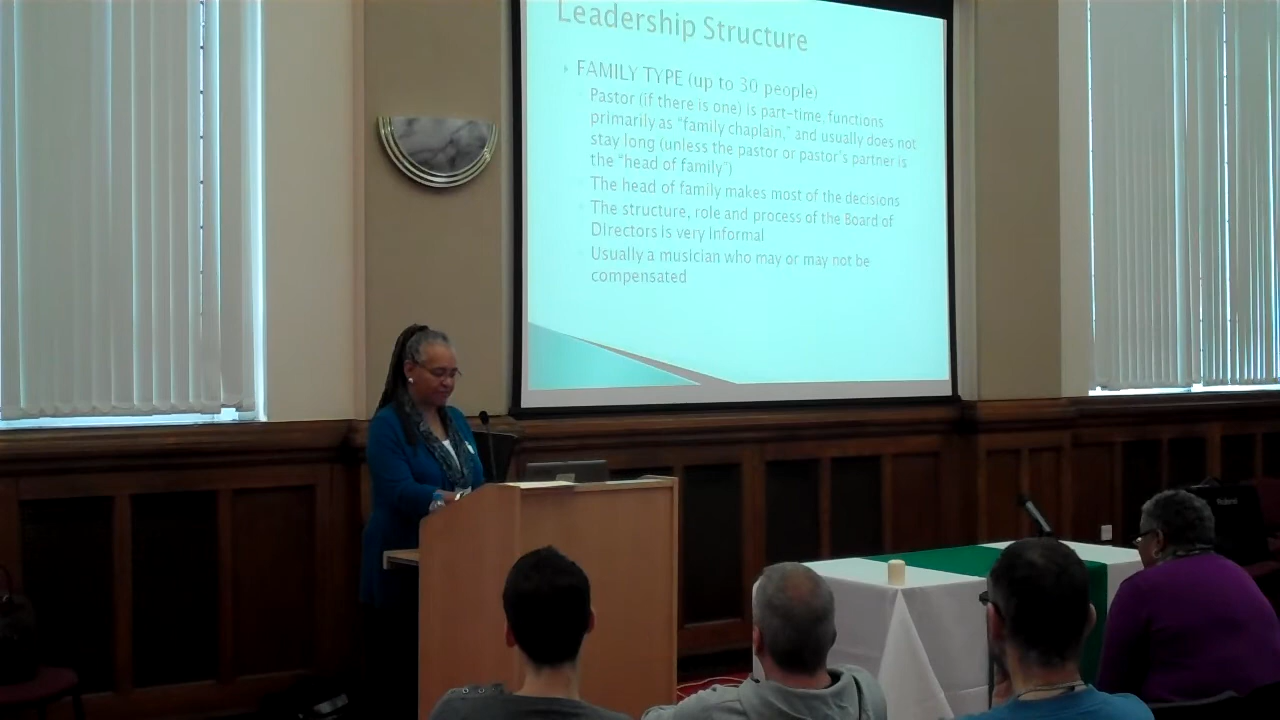 Leadership Structure
FAMILY TYPE (up to 30 people)
Pastor (if there is one) is part-time, functions
primarily as "family chaplain," and usually does not
stay long (unless the pastor or pastor's partner is
the "head of family")
The head of family makes most of the decisions
The structure, role and process of the Board of
Directors is very informal
Usually a musician who may or may not be
compensated
Roland